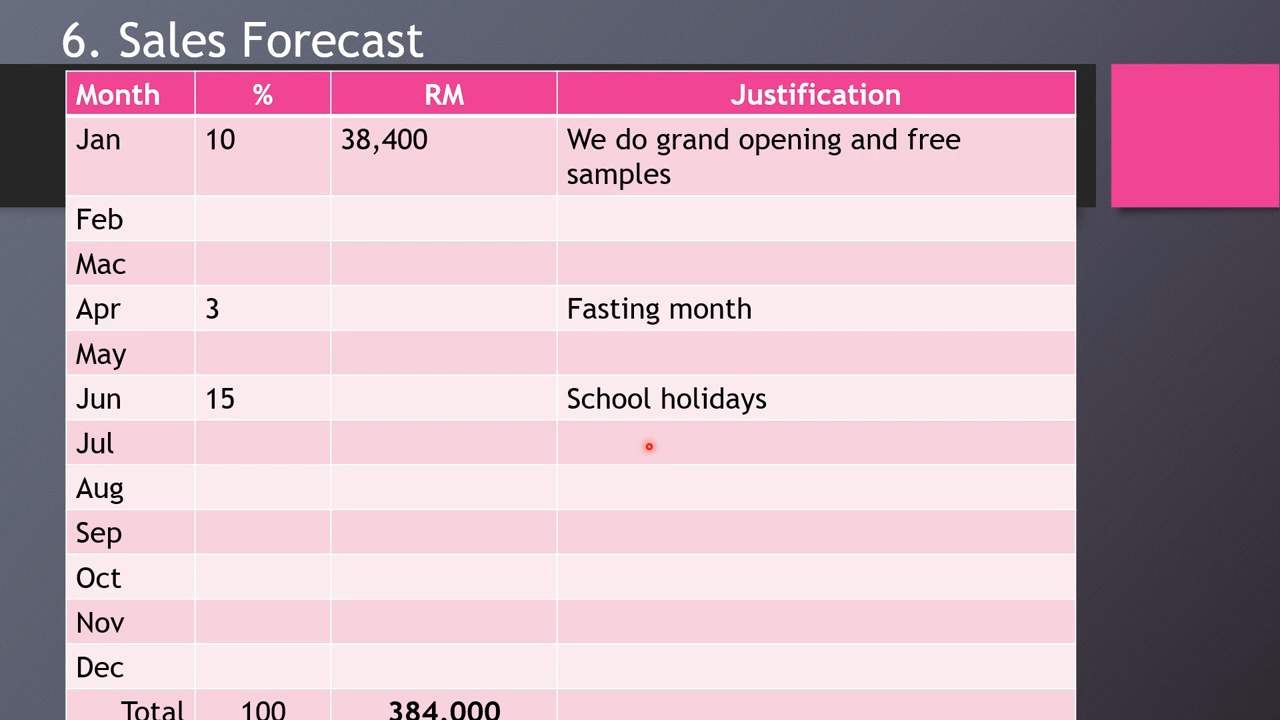 6. Sales Forecast
Month % RM Justification
Jan 10 38,400 We do grand opening and free
samples
Feb
Mac
Apr 3 Fasting month
May
Jun 15 School holidays
Jul
Aug
Sep
Oct
Nov
Dec
Total 100 384,000